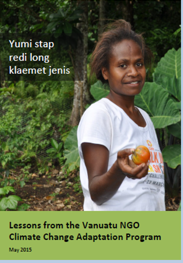 Yumi stap
redi long
klaemet jenis
Lessons from the Vanuatu NGO
Climate Change Adaptation Program
May 2015